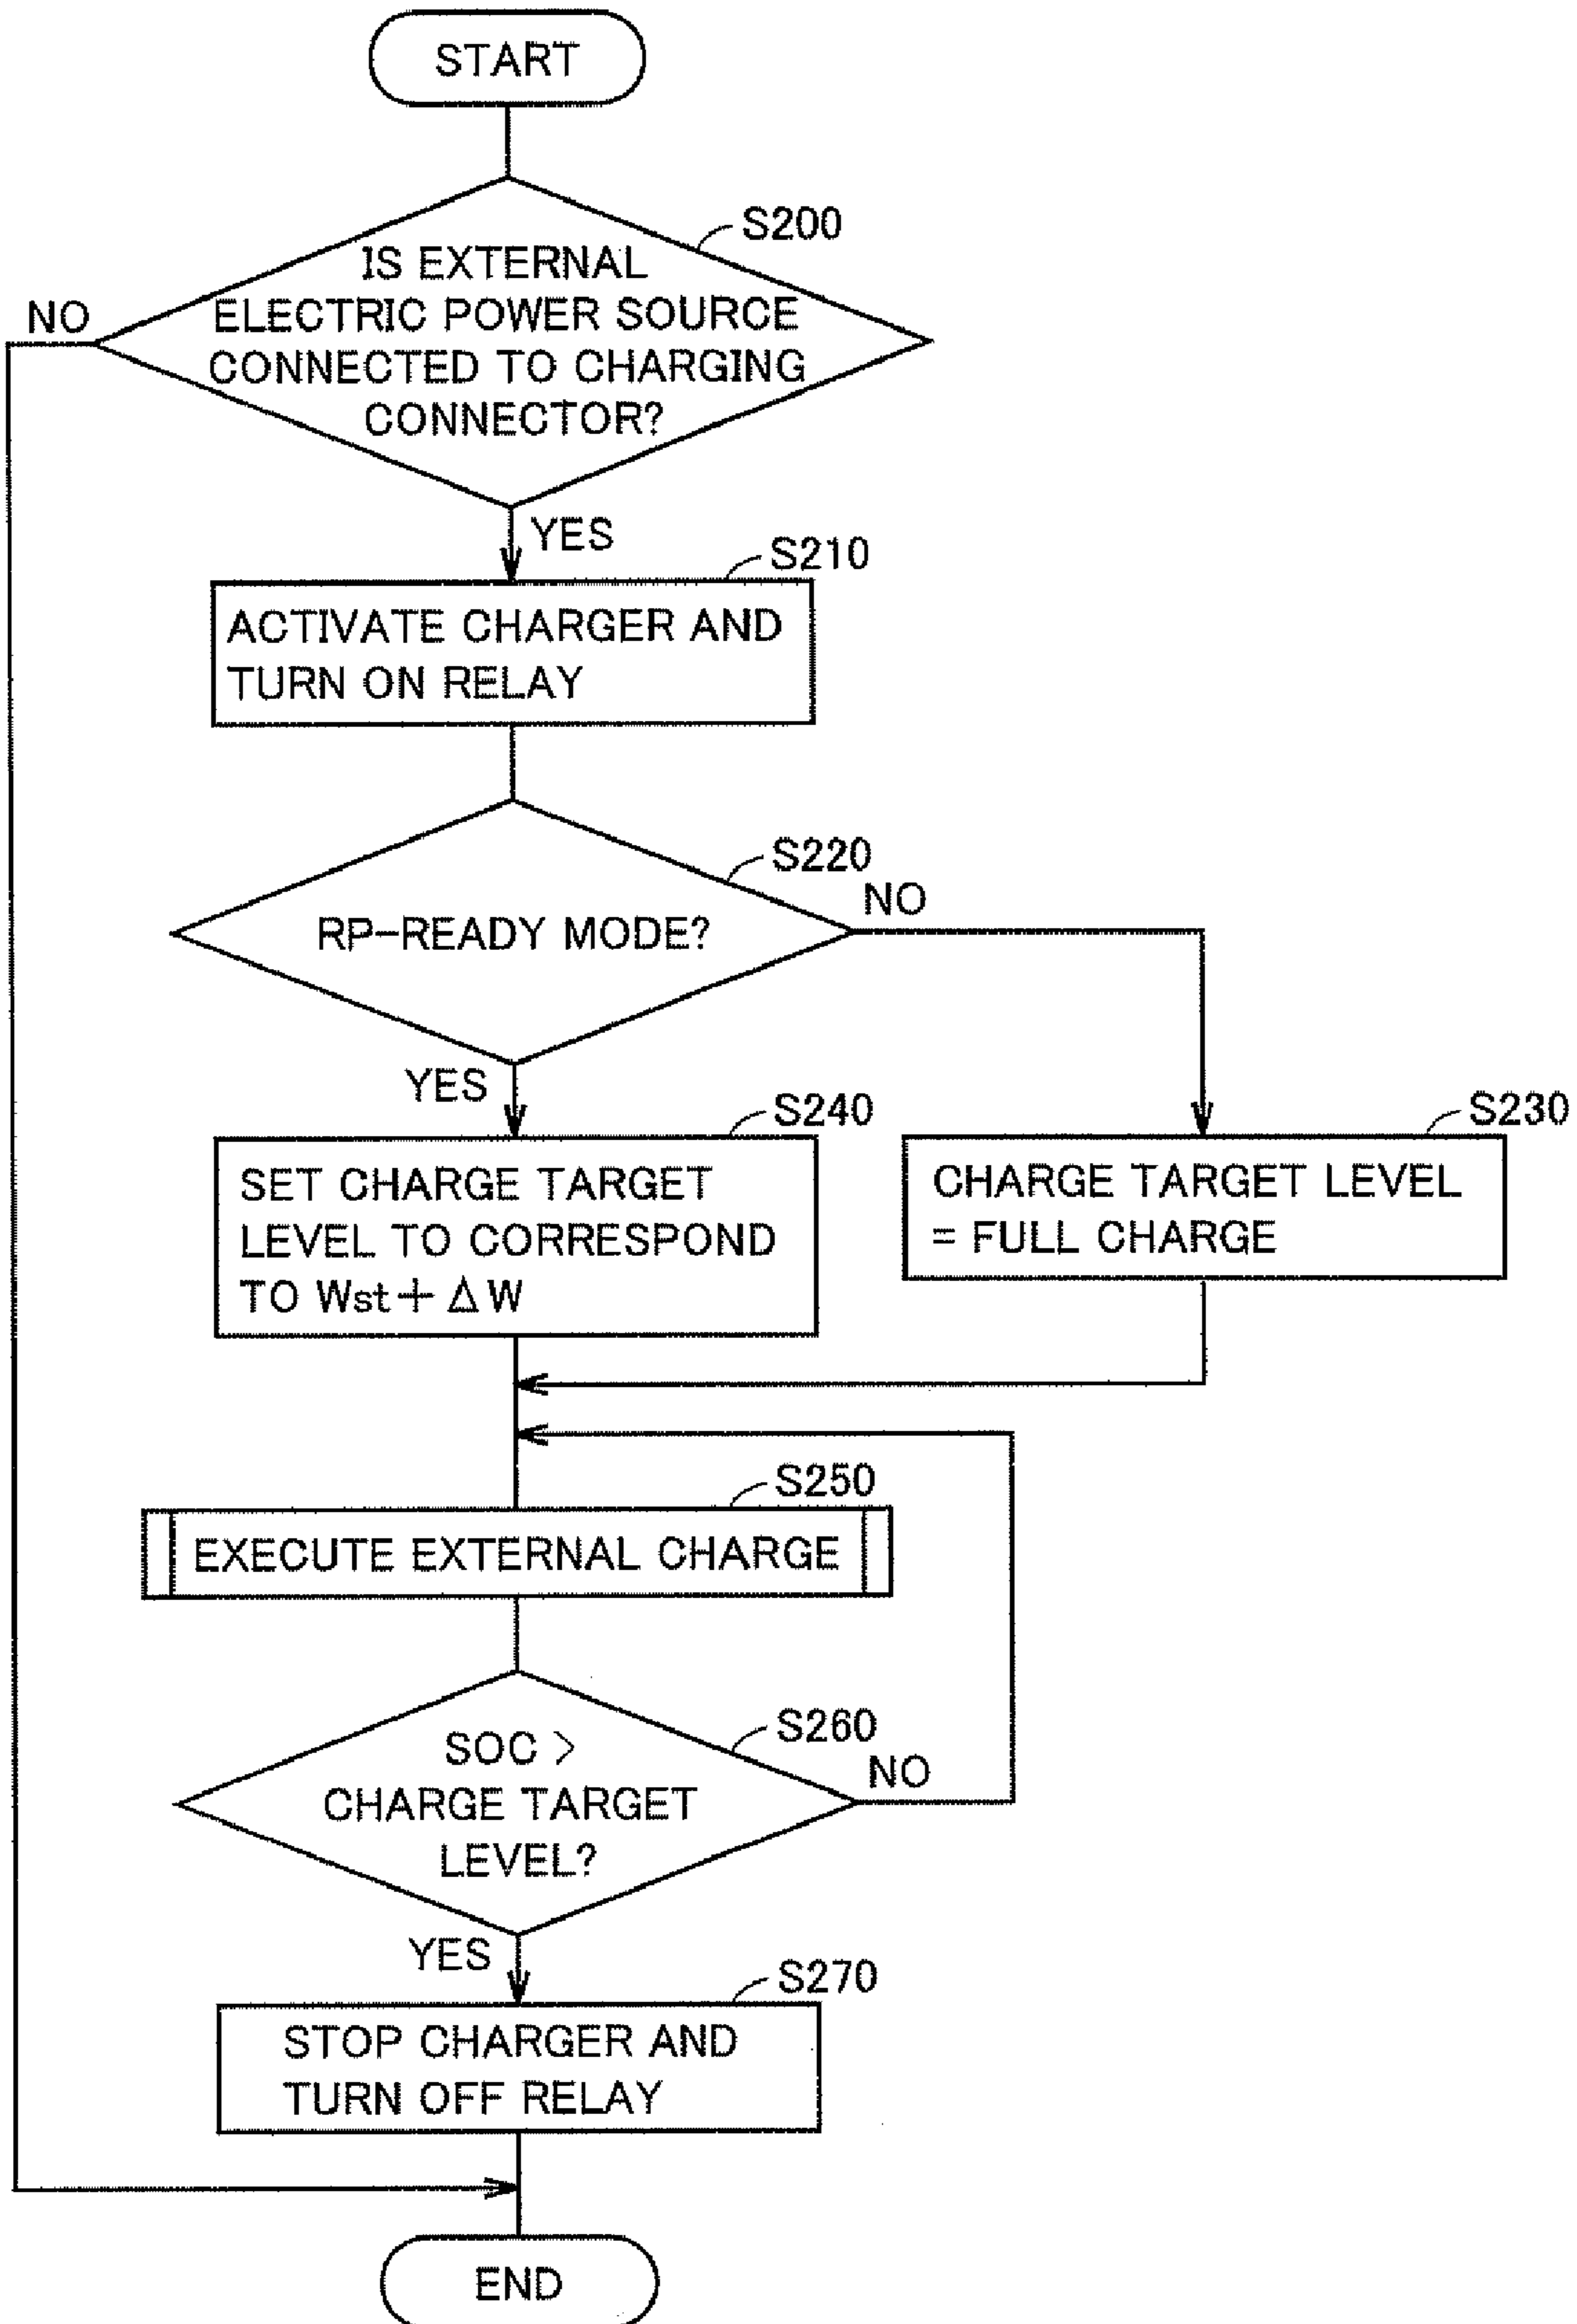 START
S200
IS EXTERNAL
ELECTRIC POWER SOURCE
CONNECTED TO CHARGING
CONNECTOR?
NO
YES
S210
ACTIVATE CHARGER AND
TURN ON RELAY
S220
RP-READY MODE?
NO
YES
S240
SET CHARGE TARGET
LEVEL TO CORRESPOND
TO Wst+ΔW
S230
CHARGE TARGET LEVEL
= FULL CHARGE
S250
EXECUTE EXTERNAL CHARGE
S260
SOC >
CHARGE TARGET
LEVEL?
NO
YES
S270
STOP CHARGER AND
TURN OFF RELAY
END